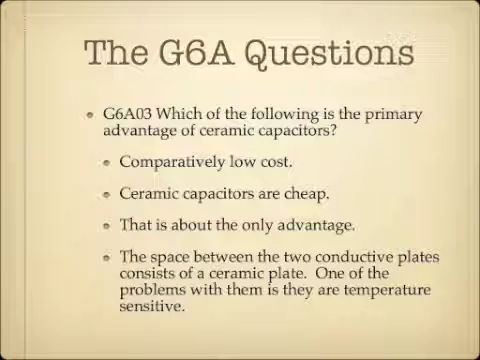 The G6A Questions
G6A03 Which of the following is the primary
advantage of ceramic capacitors?
Comparatively low cost.
Ceramic capacitors are cheap.
That is about the only advantage.
The space between the two conductive plates
consists of a ceramic plate.  One of the
problems with them is they are temperature
sensitive.